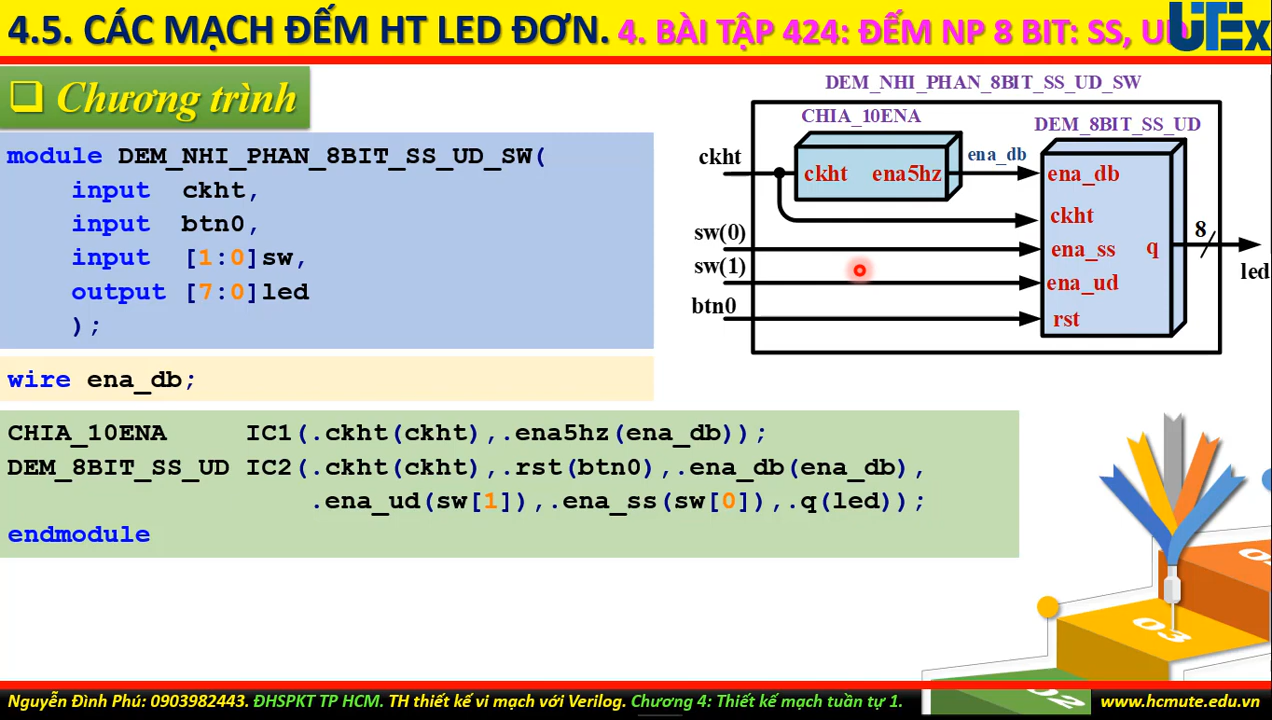 4.5. CÁC MẠCH ĐẾM HT LED ĐƠN. 4. BÀI TẬP 424: ĐẾM NP 8 BIT: SS, UD
UTEx
Chương trình
module DEM_NHI_PHAN_8BIT_SS_UD_SW(
input ckht,
input btn0,
input [1:0]sw,
output [7:0]led
);
wire ena_db;
CHIA_10ENA IC1(.ckht(ckht),.ena5hz(ena_db));
DEM_8BIT_SS_UD IC2(.ckht(ckht),.rst(btn0),.ena_db(ena_db),
.ena_ud(sw[1]),.ena_ss(sw[0]),.q(led));
endmodule
DEM_NHI_PHAN_8BIT_SS_UD_SW
CHIA_10ENA
DEM_8BIT_SS_UD
ckht
ckht ena5hz
ena_db
ena_db
ckht
sw(0)
ena_ss q
8
sw(1)
ena_ud
led
btn0
rst
03
02
Nguyễn Đình Phú: 0903982443. ĐHSPKT TP HCM. TH thiết kế vi mạch với Verilog. Chương 4: Thiết kế mạch tuần tự 1.
www.hcmute.edu.vn